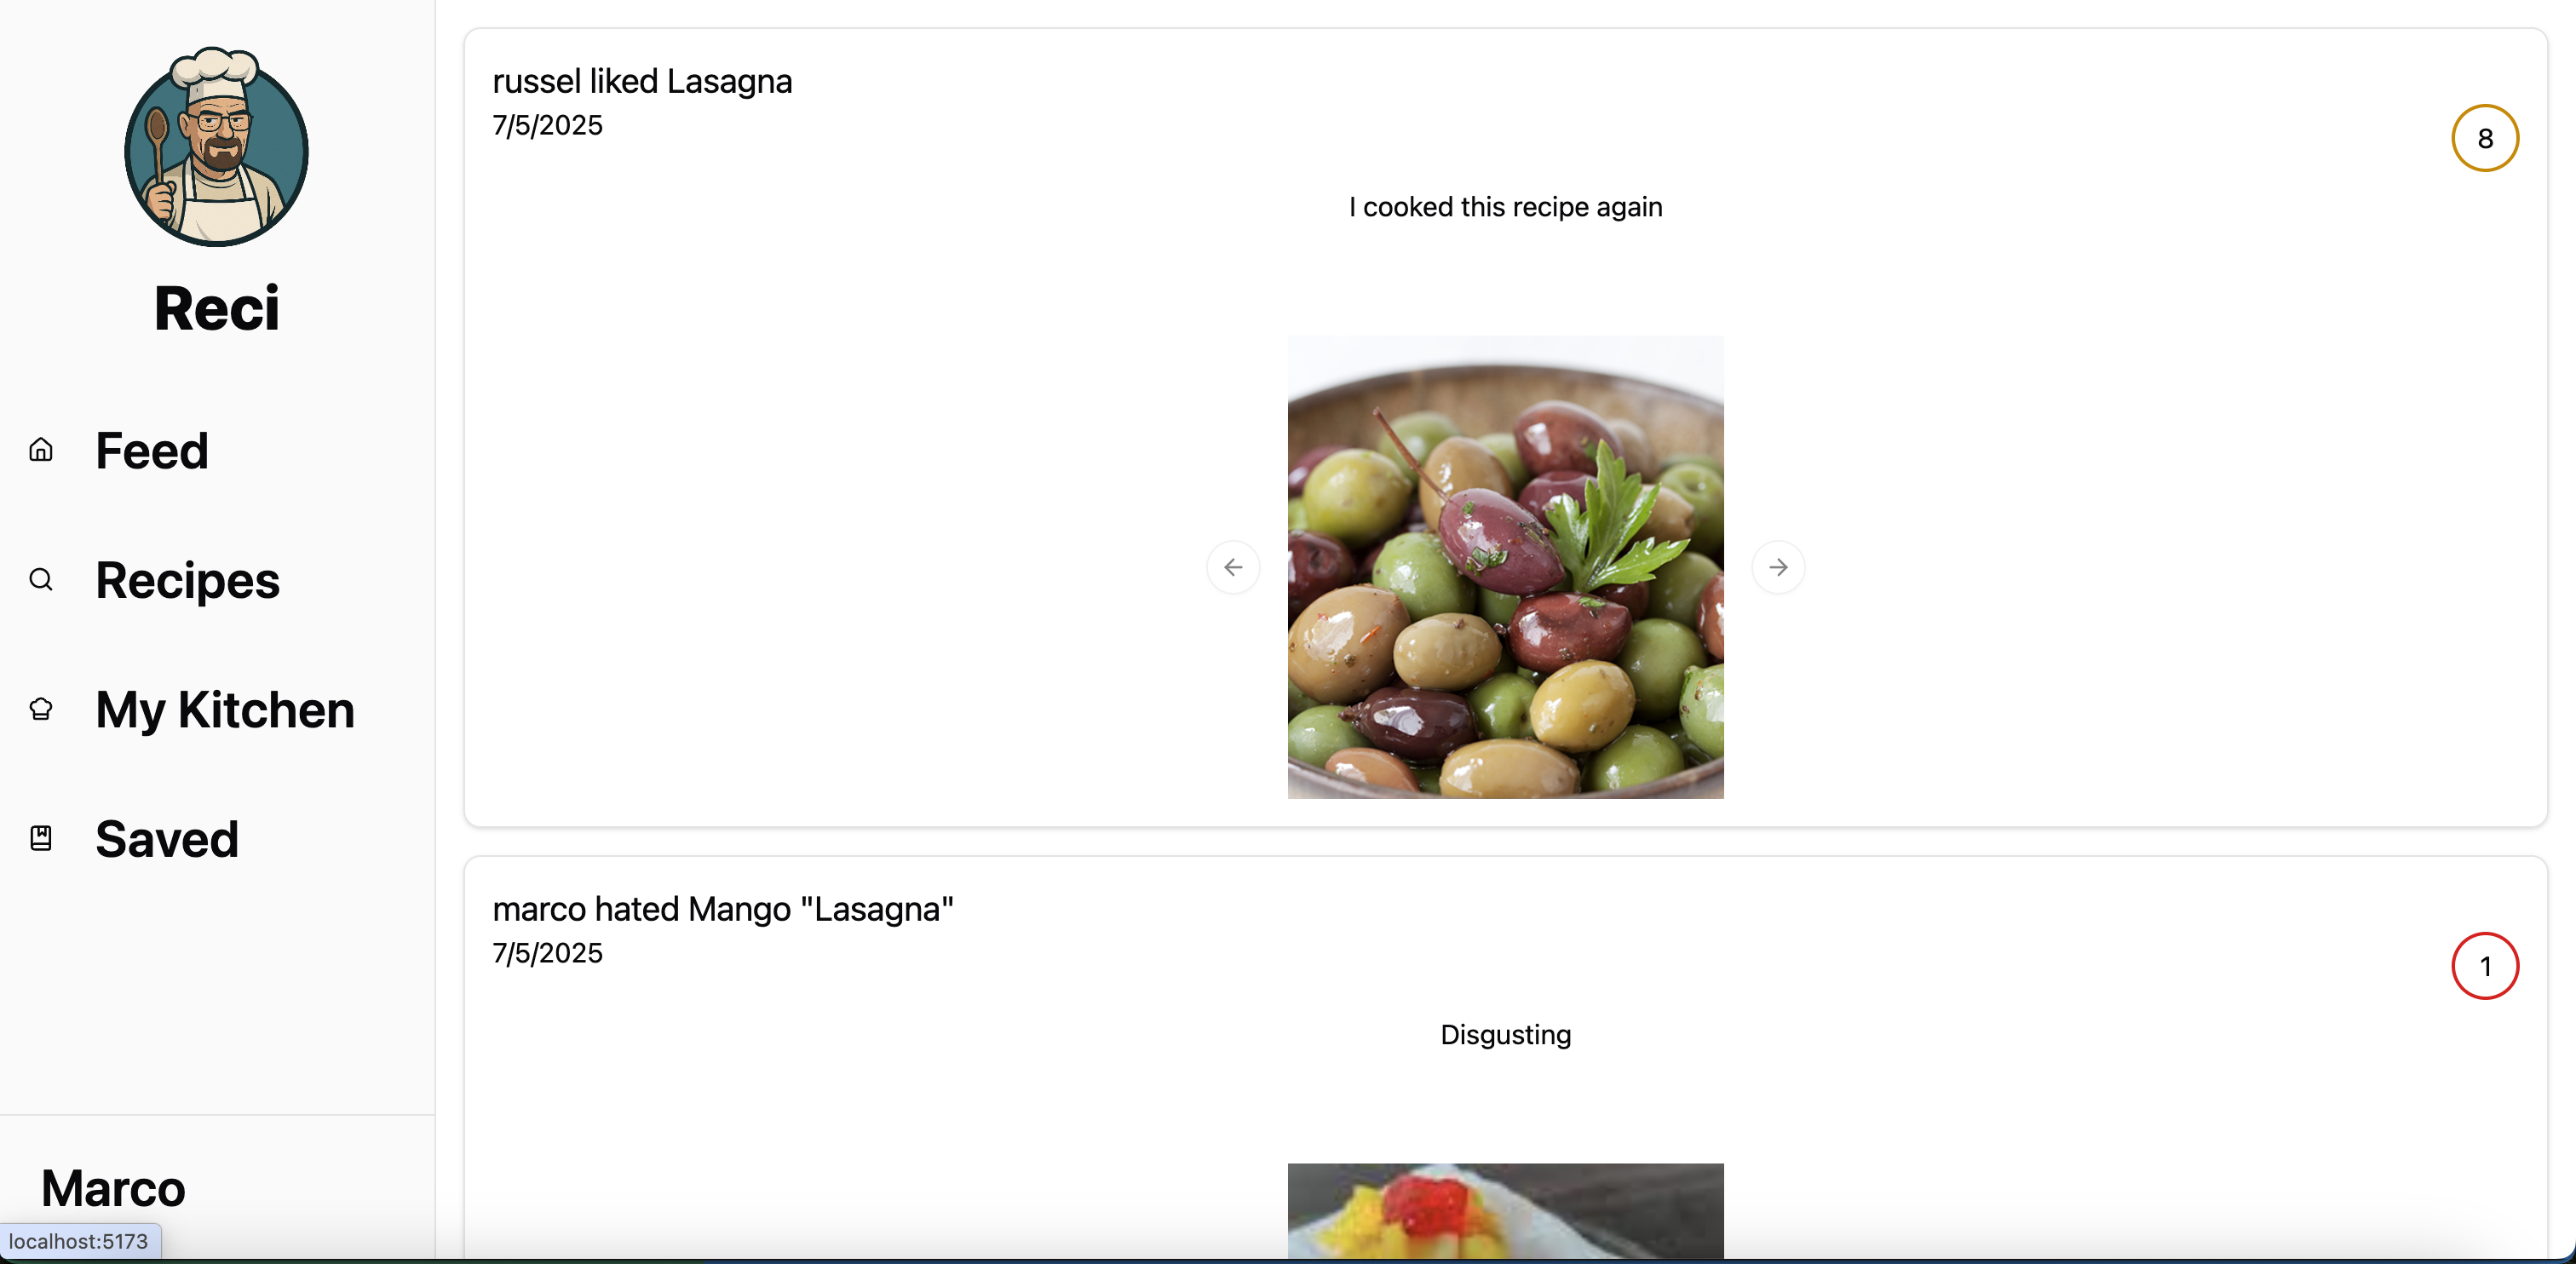 Reci
Feed
Recipes
My Kitchen
Saved
Marco
localhost:5173
russel liked Lasagna
7/5/2025
8
I cooked this recipe again
marco hated Mango "Lasagna"
7/5/2025
1
Disgusting